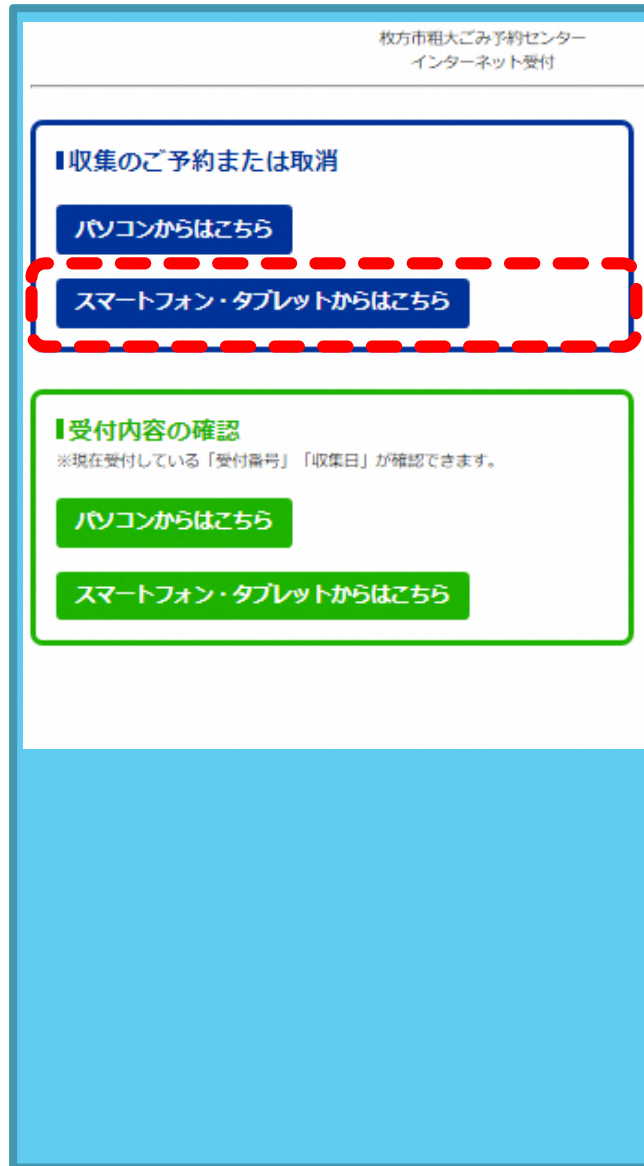 枚方市粗大ごみ予約センター
インターネット受付
収集のご予約または取消
パソコンからはこちら
スマートフォン・タブレットからはこちら
受付内容の確認
※現在受付している「受付番号」「収集日」が確認できます。
パソコンからはこちら
スマートフォン・タブレットからはこちら